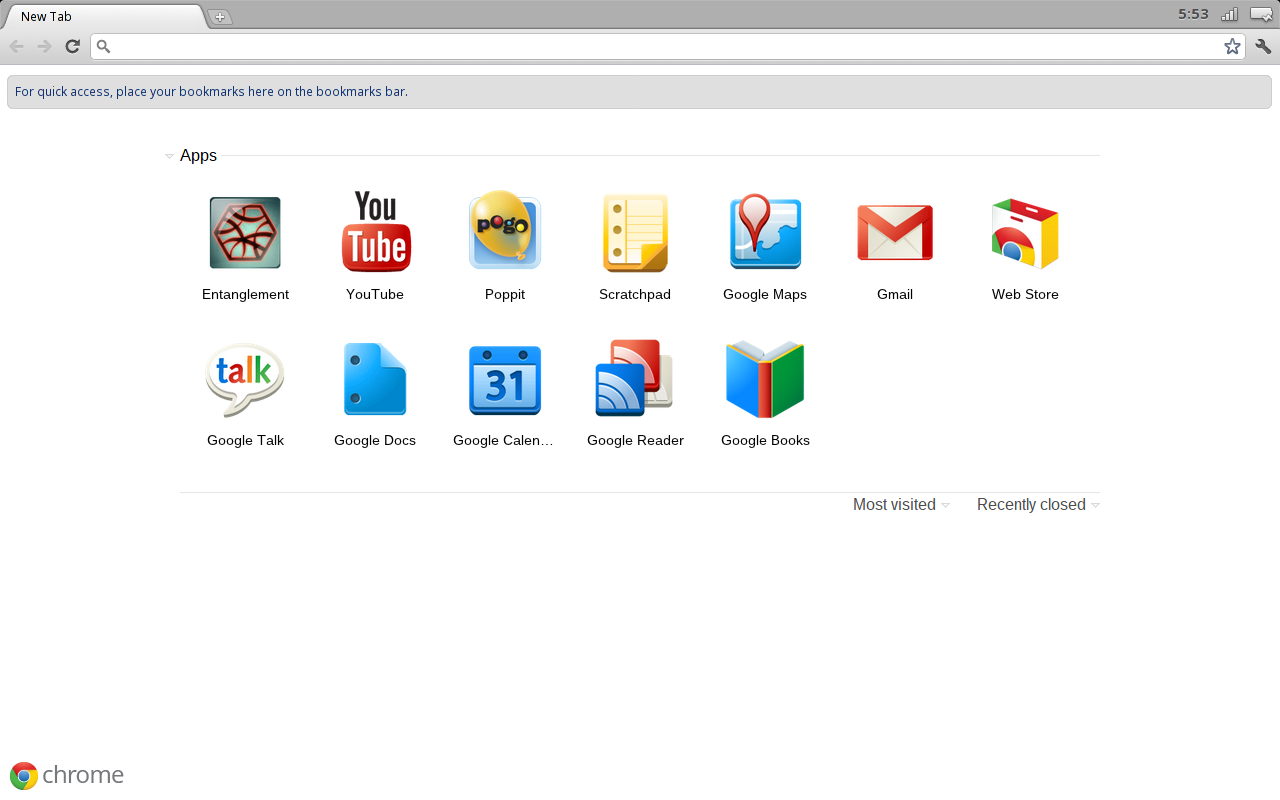 New Tab
5:53
For quick access, place your bookmarks here on the bookmarks bar.
Apps
You
Tube
pogo
Entanglement
YouTube
Poppit
Scratchpad
Google Maps
Gmail
Web Store
talk
31
Google Talk
Google Docs
Google Calen...
Google Reader
Google Books
Most visited
Recently closed
chrome